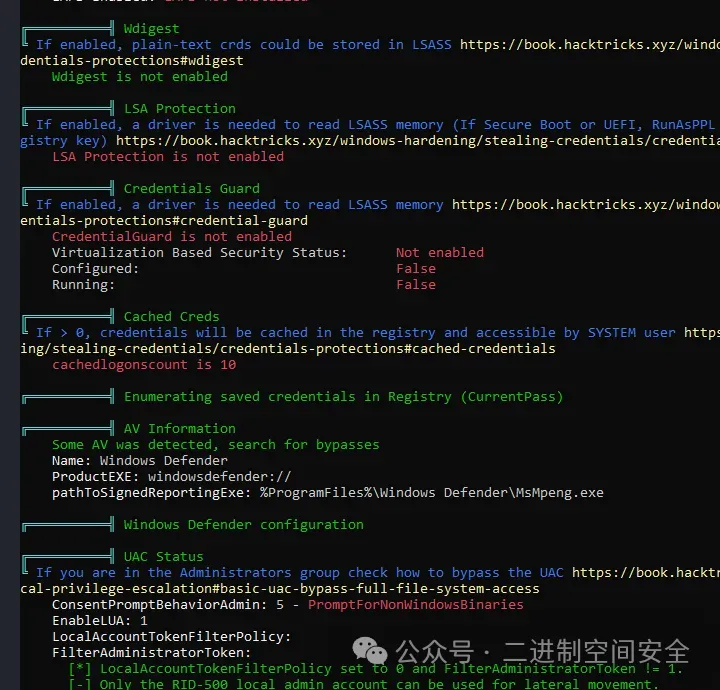 Wdigest
If enabled, plain-text crds could be stored in LSASS https://book.hacktricks.xyz/windo
dentials-protections#wdigest
Wdigest is not enabled
LSA Protection
If enabled, a driver is needed to read LSASS memory (If Secure Boot or UEFI, RunAsPPL
gistry key) https://book.hacktricks.xyz/windows-hardening/stealing-credentials/credentia
LSA Protection is not enabled
Credentials Guard
If enabled, a driver is needed to read LSASS memory https://book.hacktricks.xyz/window
entials-protections#credential-guard
CredentialGuard is not enabled
Virtualization Based Security Status: Not enabled
Configured: False
Running: False
Cached Creds
If > 0, credentials will be cached in the registry and accessible by SYSTEM user https
ing/stealing-credentials/credentials-protections#cached-credentials
cachedlogonscount is 10
Enumerating saved credentials in Registry (CurrentPass)
AV Information
Some AV was detected, search for bypasses
Name: Windows Defender
ProductEXE: windowsdefender://
pathToSignedReportingExe: %ProgramFiles%\Windows Defender\MsMpeng.exe
Windows Defender configuration
UAC Status
If you are in the Administrators group check how to bypass the UAC https://book.hacktr
cal-privilege-escalation#basic-uac-bypass-full-file-system-access
ConsentPromptBehaviorAdmin: 5 - PromptForNonWindowsBinaries
EnableLUA: 1
LocalAccountTokenFilterPolicy:
FilterAdministratorToken:
公众号 · 二进制空间安全
[*] LocalAccountTokenFilterPolicy set to 0 and FilterAdministratorToken != 1.
[-] Only the RID-500 local admin account can be used for lateral movement.